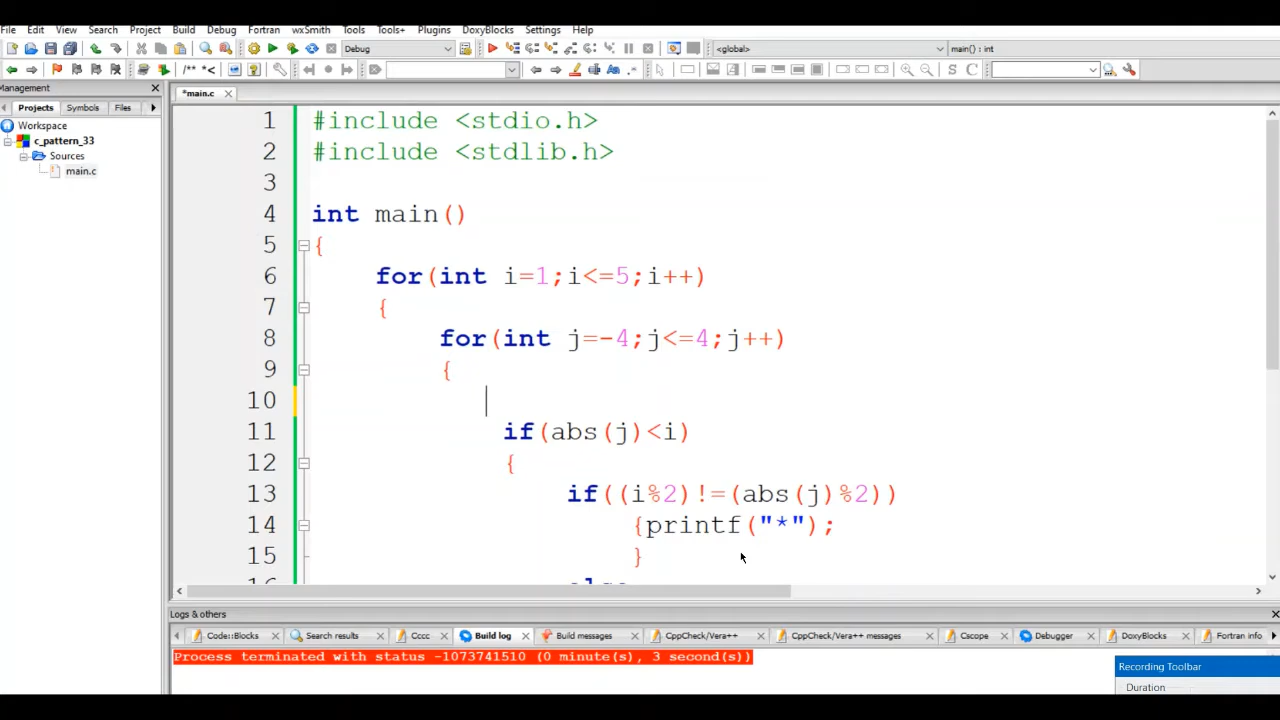 File Edit View Search Project Build Debug Fortran wxSmith Tools Tools+ Plugins DoxyBlocks Settings Help
Debug <global> main() : int
/** *<
S C
Management
*main.c
Projects Symbols Files
Workspace
c_pattern_33
Sources
main.c
1 #include <stdio.h>
2 #include <stdlib.h>
3
4 int main()
5 {
6 for(int i=1;i<=5;i++)
7 {
8 for(int j=-4;j<=4;j++)
9 {
10
11 if(abs(j)<i)
12 {
13 if((i%2)!=(abs(j)%2))
14 {printf("*");
15 }
16 else
Logs & others
Code::Blocks Search results Cccc Build log Build messages CppCheck/Vera++ CppCheck/Vera++ messages Cscope Debugger DoxyBlocks Fortran info
Process terminated with status -1073741510 (0 minute(s), 3 second(s))
Recording Toolbar
Duration